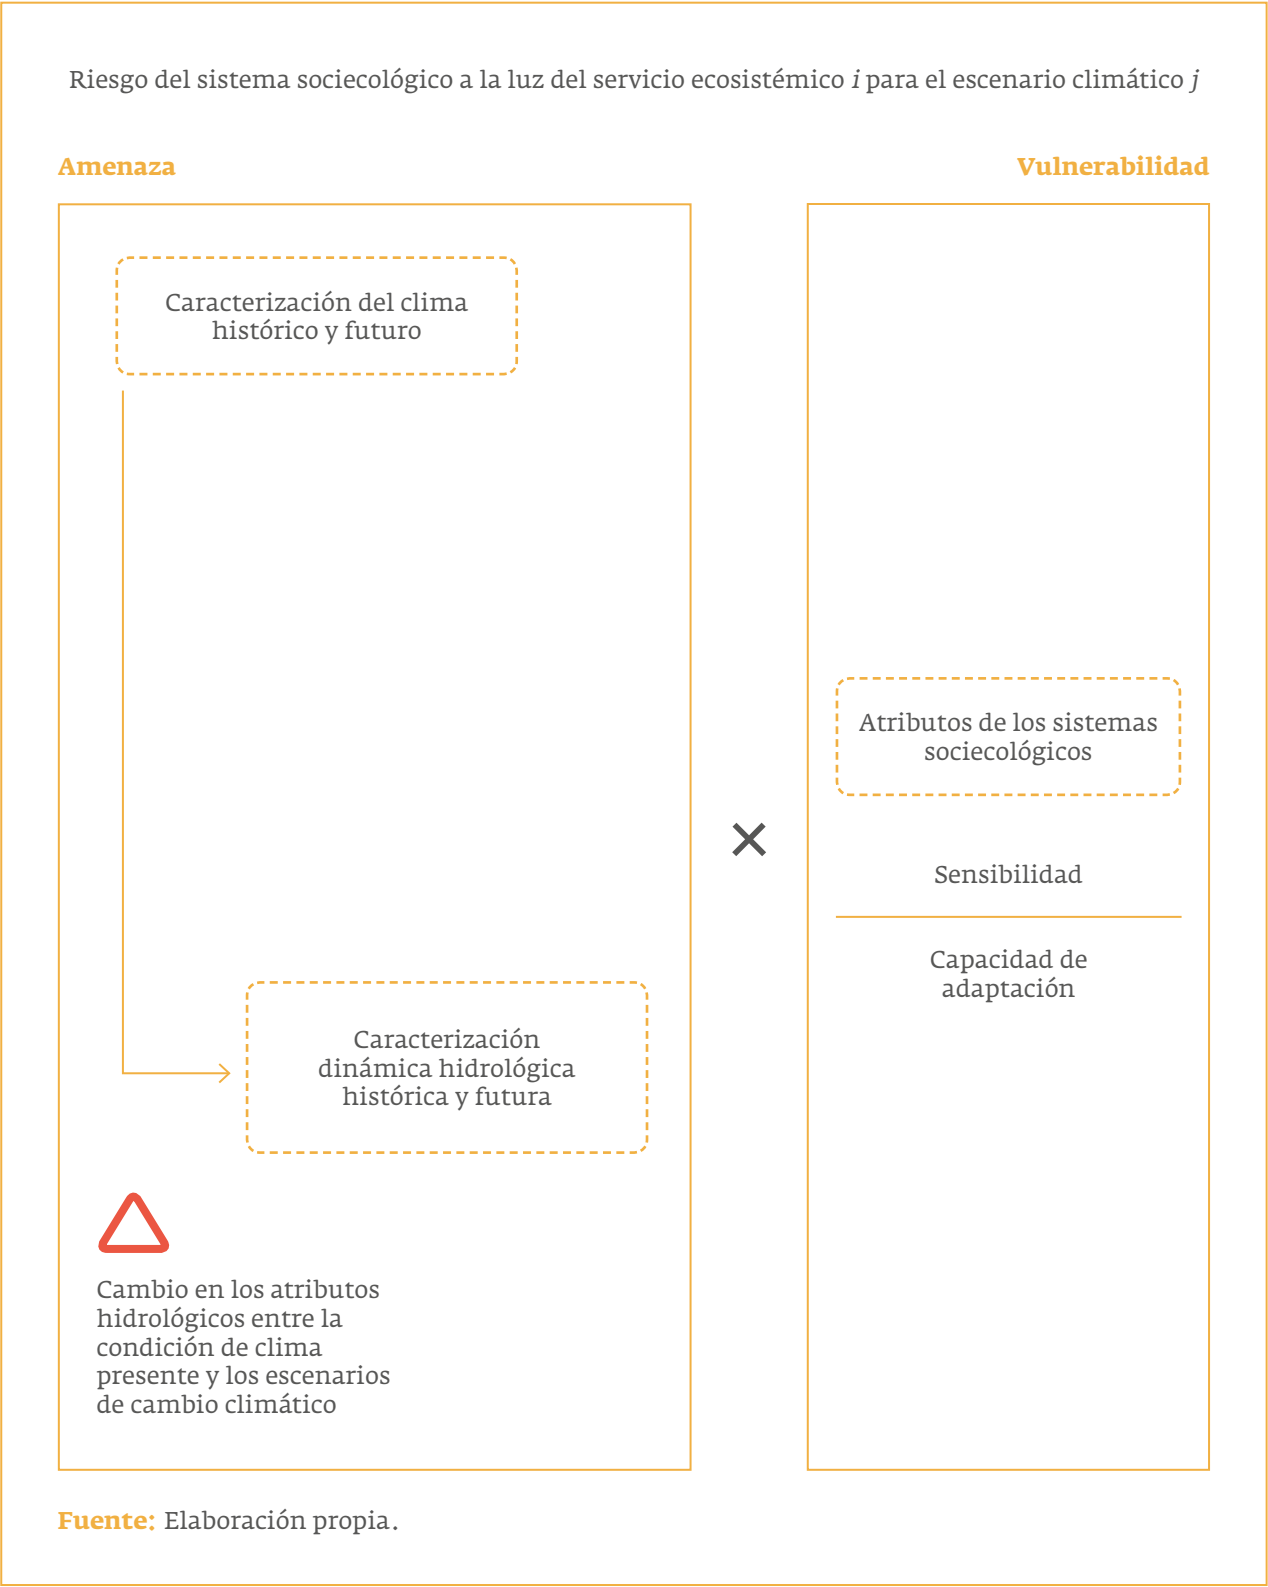 Riesgo del sistema sociecológico a la luz del servicio ecosistémico i para el escenario climático j
Amenaza
Caracterización del clima
histórico y futuro
Caracterización
dinámica hidrológica
histórica y futura
Cambio en los atributos
hidrológicos entre la
condición de clima
presente y los escenarios
de cambio climático
×
Vulnerabilidad
Atributos de los sistemas
sociecológicos
Sensibilidad
Capacidad de
adaptación
Fuente: Elaboración propia.